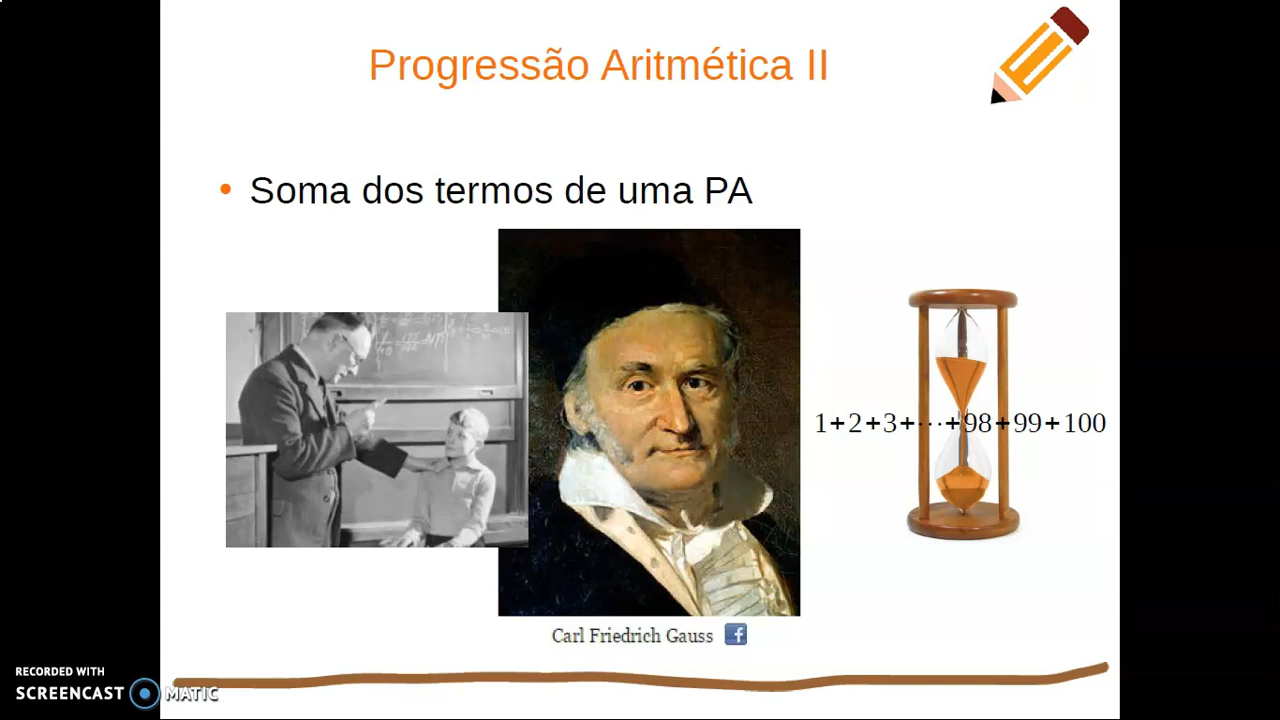 Progressão Aritmética II
• Soma dos termos de uma PA
1+2+3+⋯+98+99+100
Carl Friedrich Gauss
RECORDED WITH
SCREENCAST MATIC